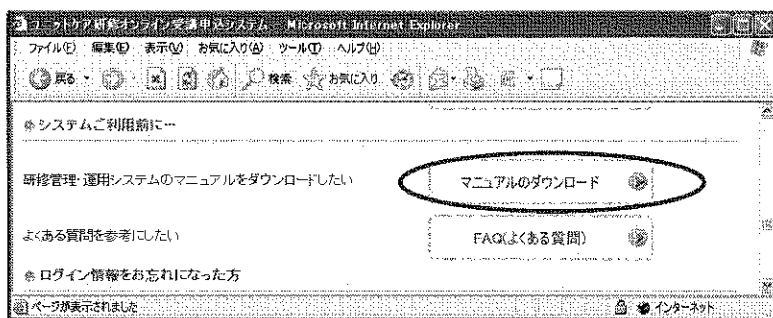 ユニットケア研修オンライン受講申込システム - Microsoft Internet Explorer
ファイル(F) 編集(E) 表示(V) お気に入り(A) ツール(T) ヘルプ(H)
戻る 検索 お気に入り
システムご利用前に…
研修管理・運用システムのマニュアルをダウンロードしたい マニュアルのダウンロード
よくある質問を参考にしたい FAQ(よくある質問)
ログイン情報をお忘れになった方
ページが表示されました インターネット